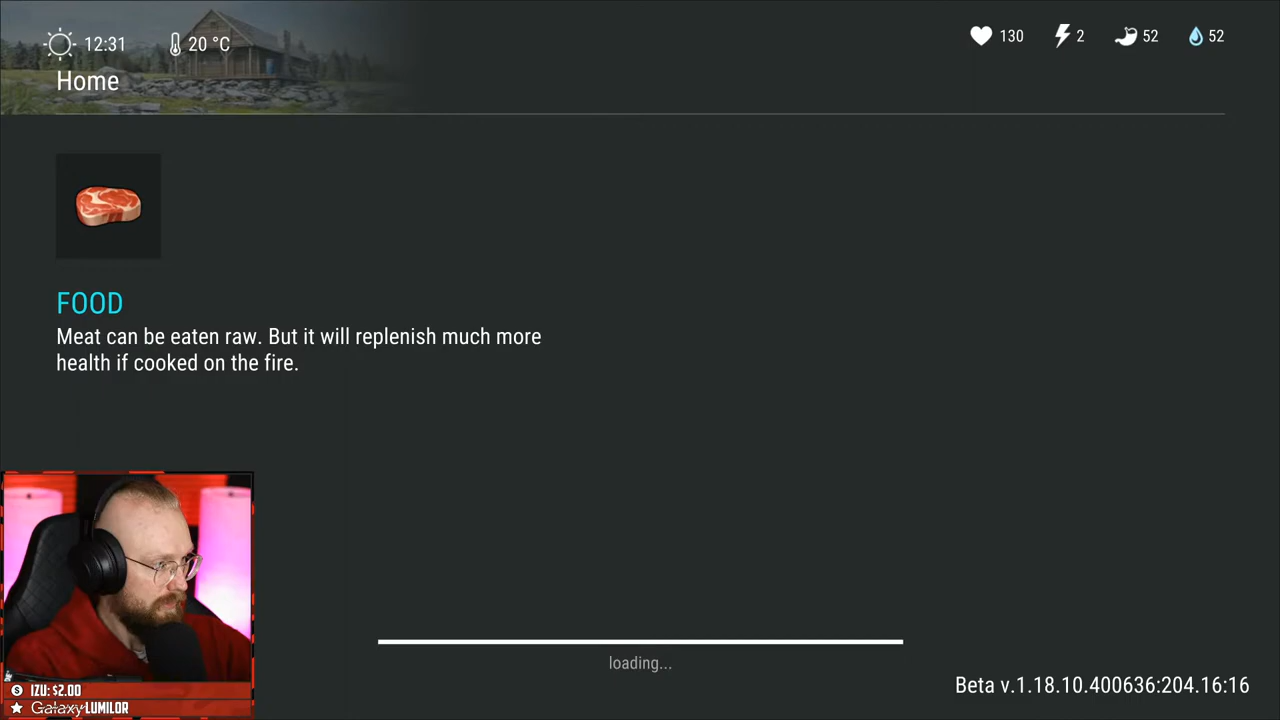 12:31 20 °C
Home
130 2 52 52
FOOD
Meat can be eaten raw. But it will replenish much more
health if cooked on the fire.
loading...
Beta v.1.18.10.400636:204.16:16
IZU: $2.00
GalaxyLUMILOR